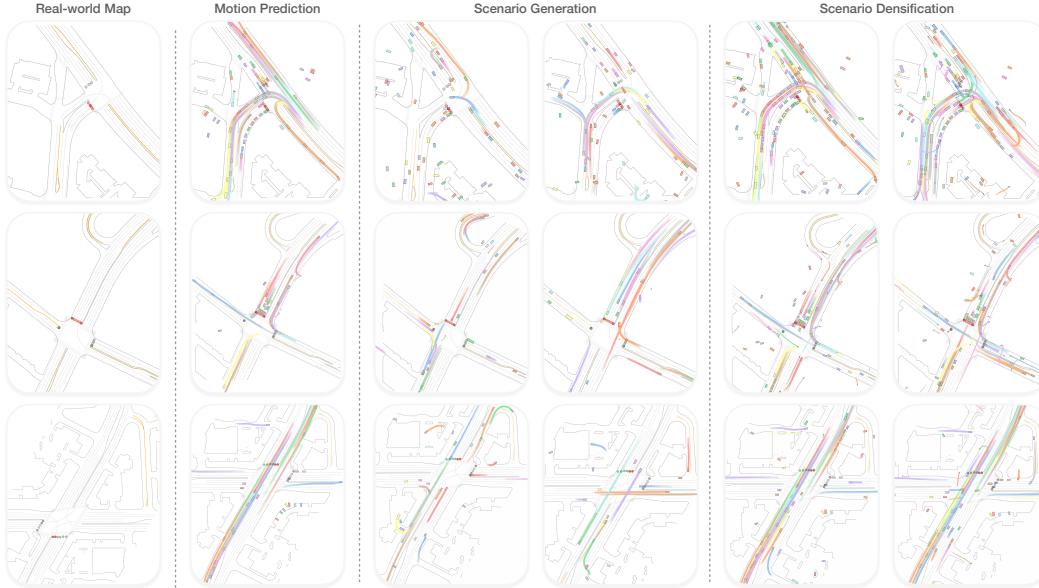 Real-world Map
Motion Prediction
Scenario Generation
Scenario Densification